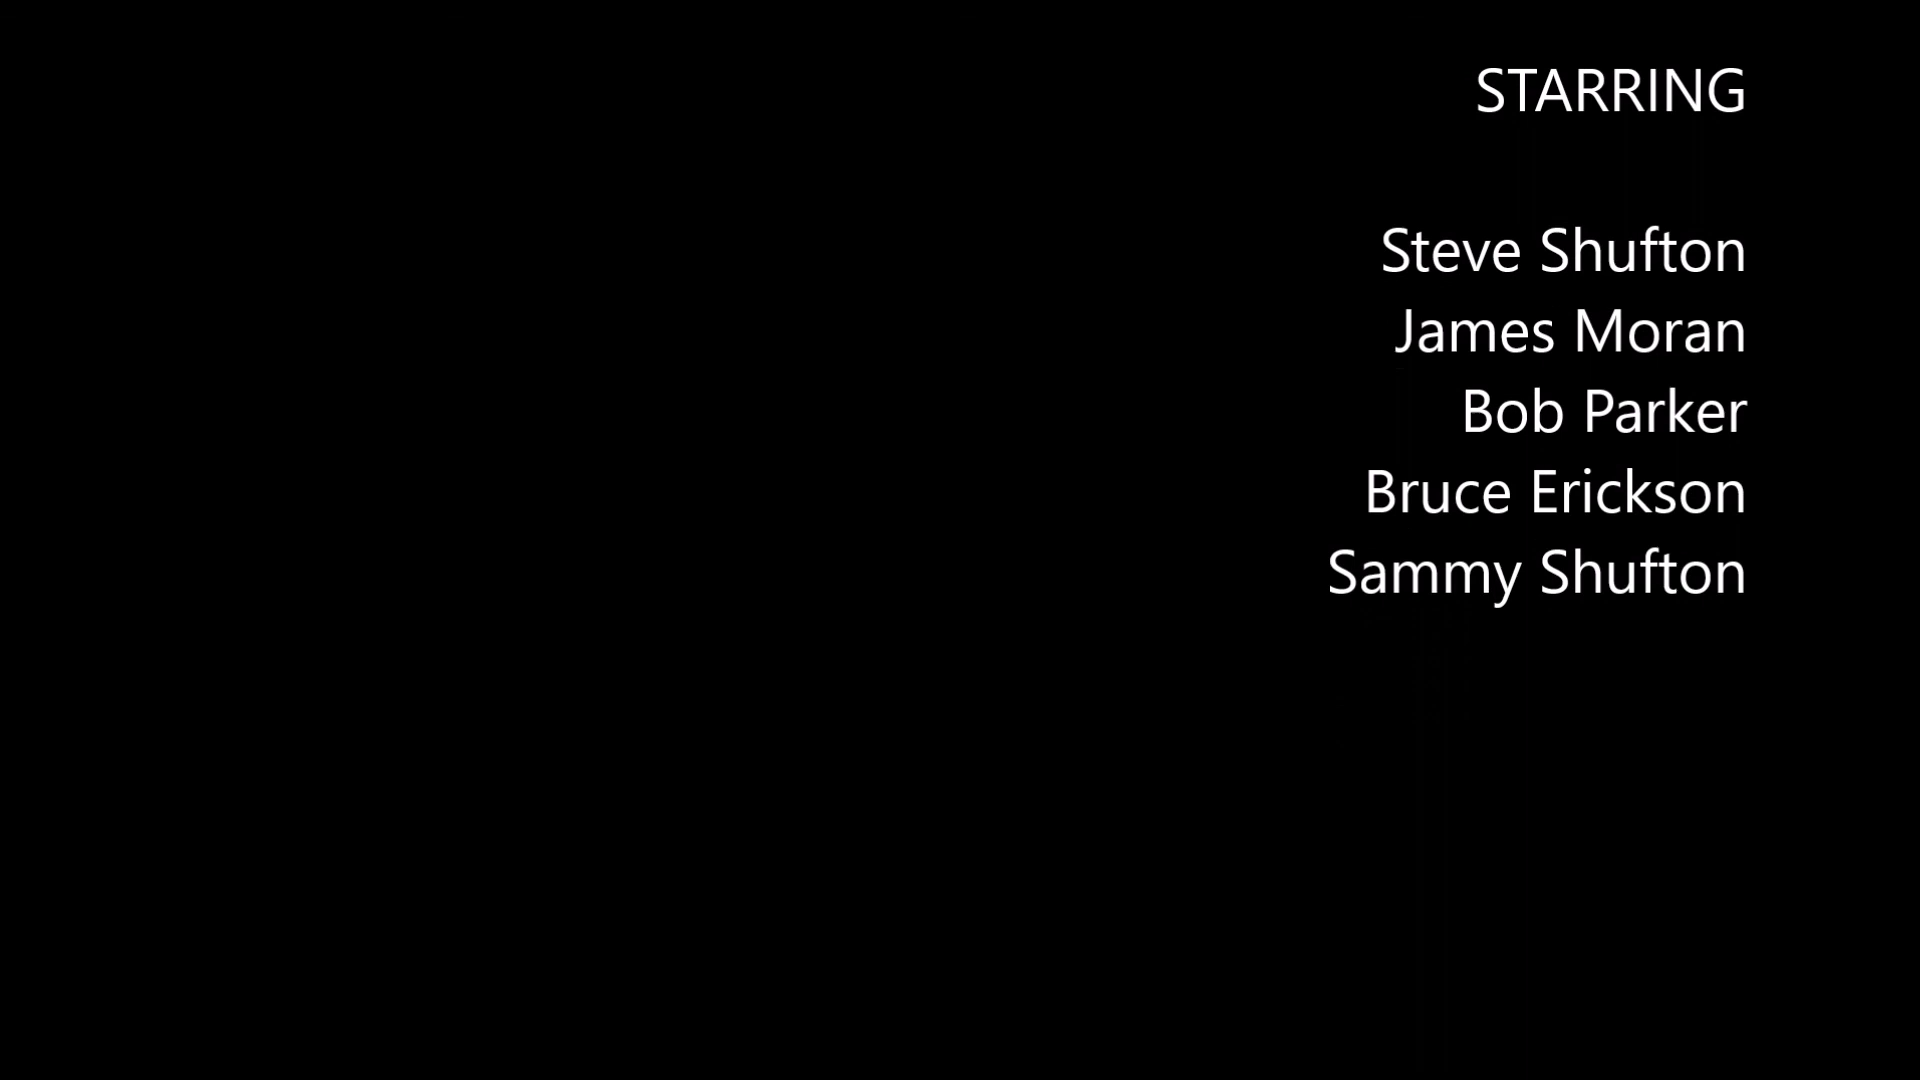 STARRING
Steve Shufton
James Moran
Bob Parker
Bruce Erickson
Sammy Shufton